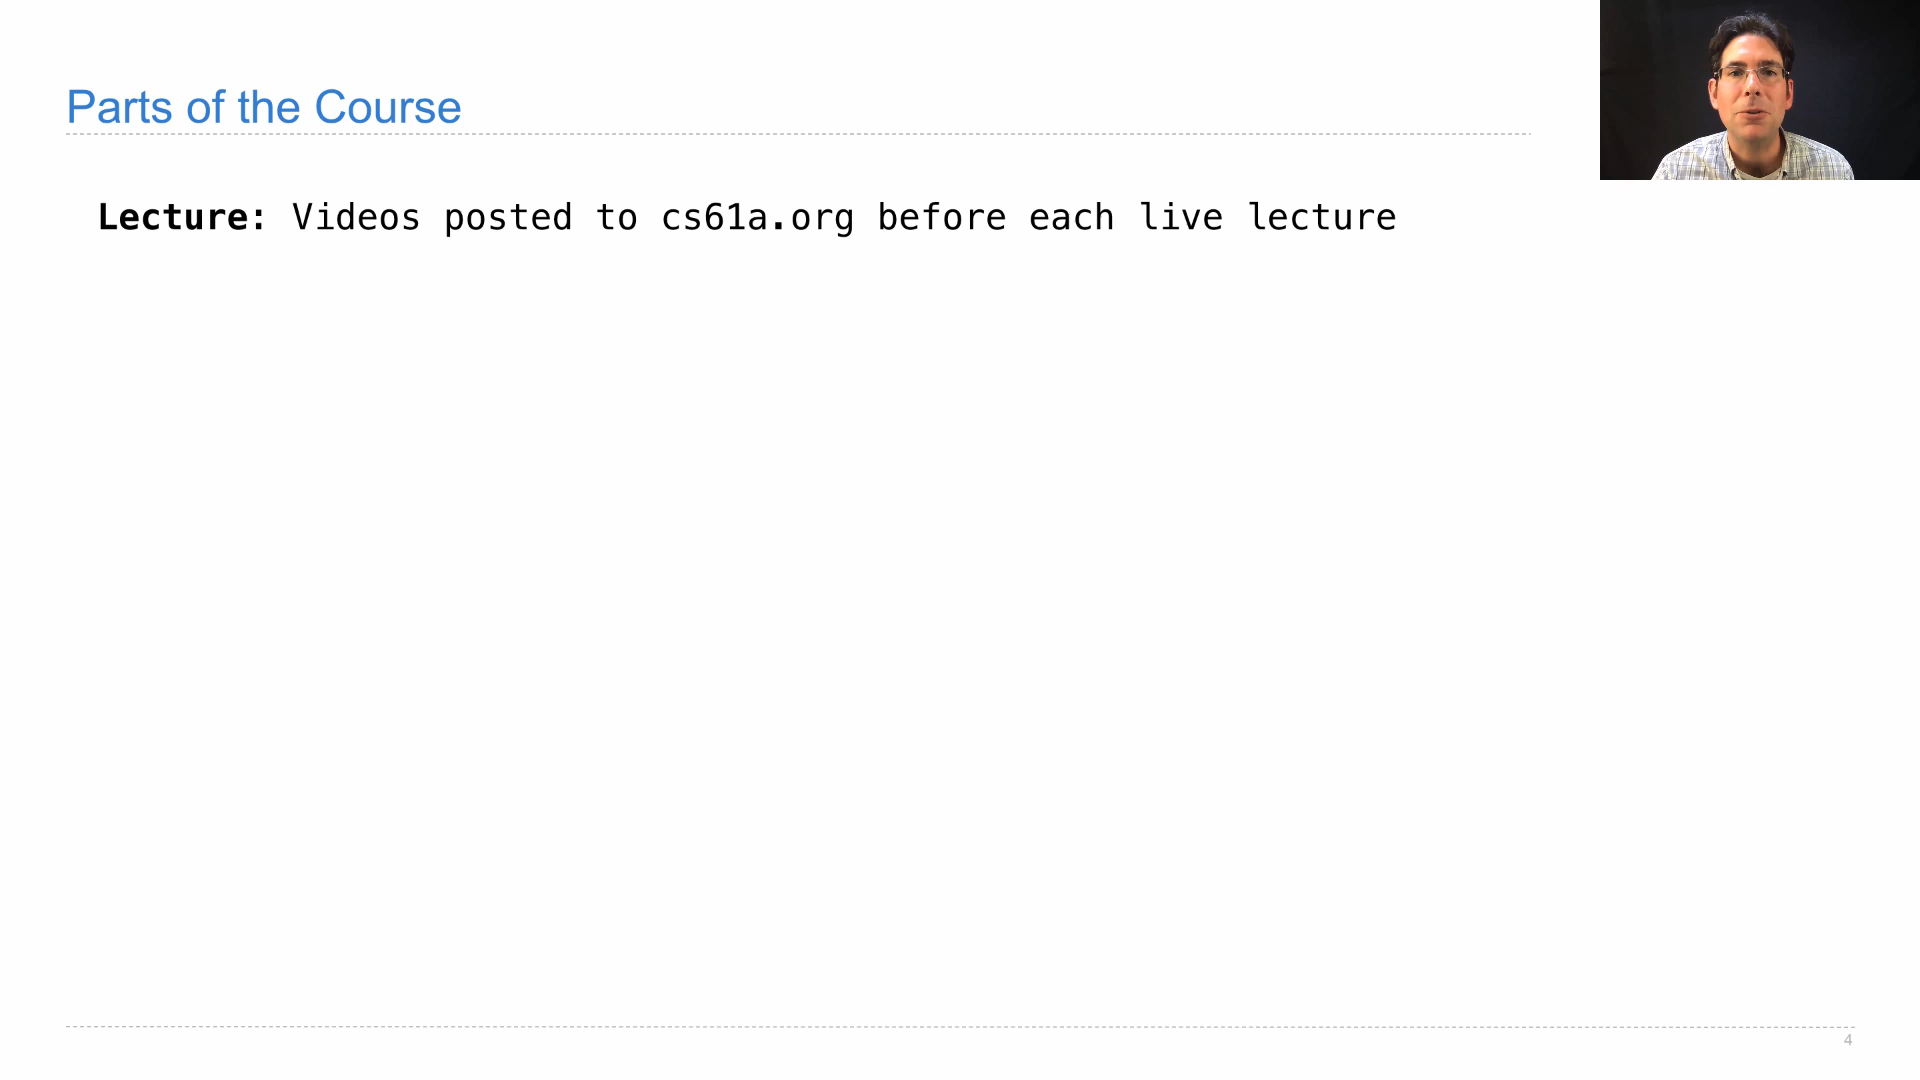 Parts of the Course
Lecture: Videos posted to cs61a.org before each live lecture
4